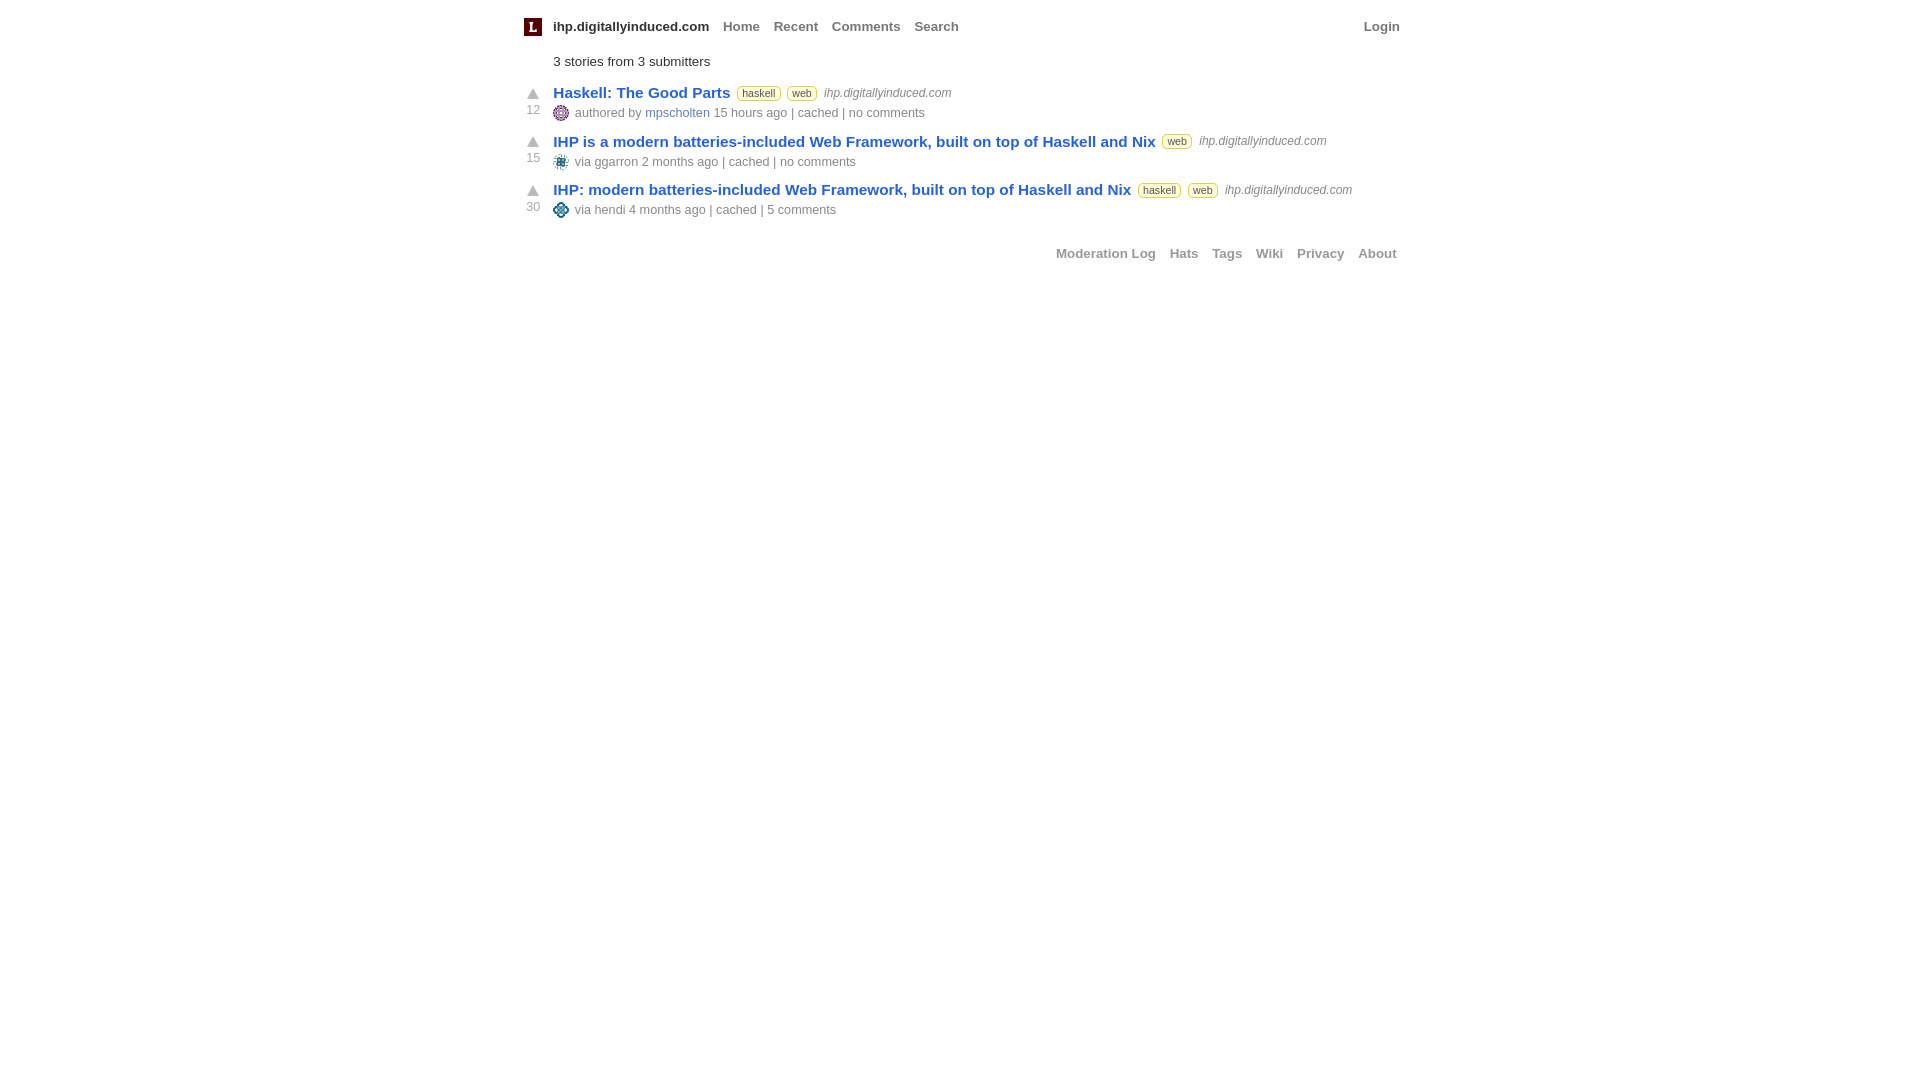 L ihp.digitallyinduced.com Home Recent Comments Search Login
3 stories from 3 submitters
Haskell: The Good Parts haskell web ihp.digitallyinduced.com
12 authored by mpscholten 15 hours ago | cached | no comments
IHP is a modern batteries-included Web Framework, built on top of Haskell and Nix web ihp.digitallyinduced.com
15 via ggarron 2 months ago | cached | no comments
IHP: modern batteries-included Web Framework, built on top of Haskell and Nix haskell web ihp.digitallyinduced.com
30 via hendi 4 months ago | cached | 5 comments
Moderation Log Hats Tags Wiki Privacy About